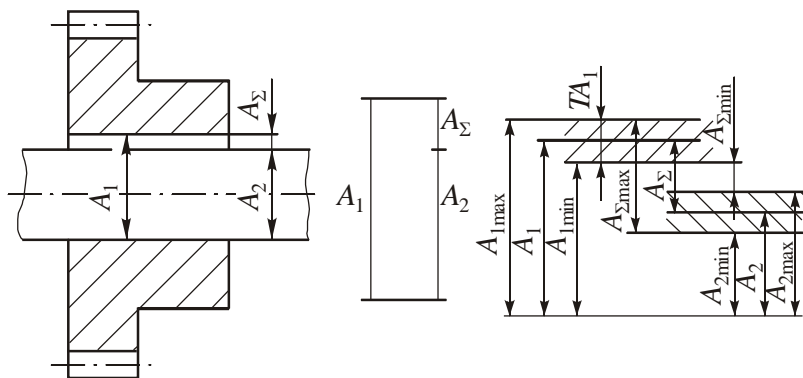 A_Σ
A_1
A_2
A_Σ
A_1
A_2
TA_1
A_Σmin
A_1max
A_1
A_1min
A_Σmax
A_Σ
A_2min
A_2
A_2max